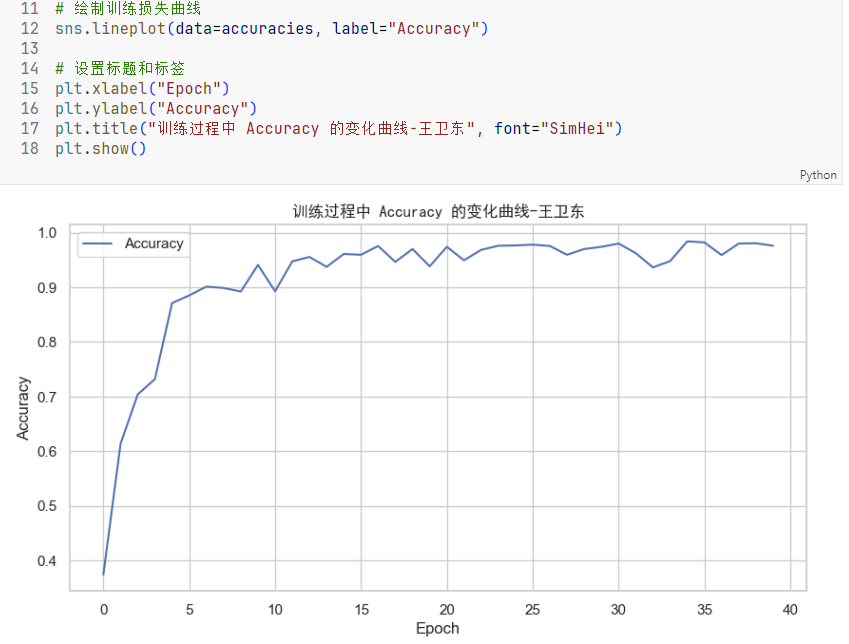 11 # 绘制训练损失曲线
12 sns.lineplot(data=accuracies, label="Accuracy")
13
14 # 设置标题和标签
15 plt.xlabel("Epoch")
16 plt.ylabel("Accuracy")
17 plt.title("训练过程中 Accuracy 的变化曲线-王卫东", font="SimHei")
18 plt.show()
Python
训练过程中 Accuracy 的变化曲线-王卫东
Accuracy
1.0
0.9
0.8
0.7
0.6
0.5
0.4
Accuracy
0 5 10 15 20 25 30 35 40
Epoch